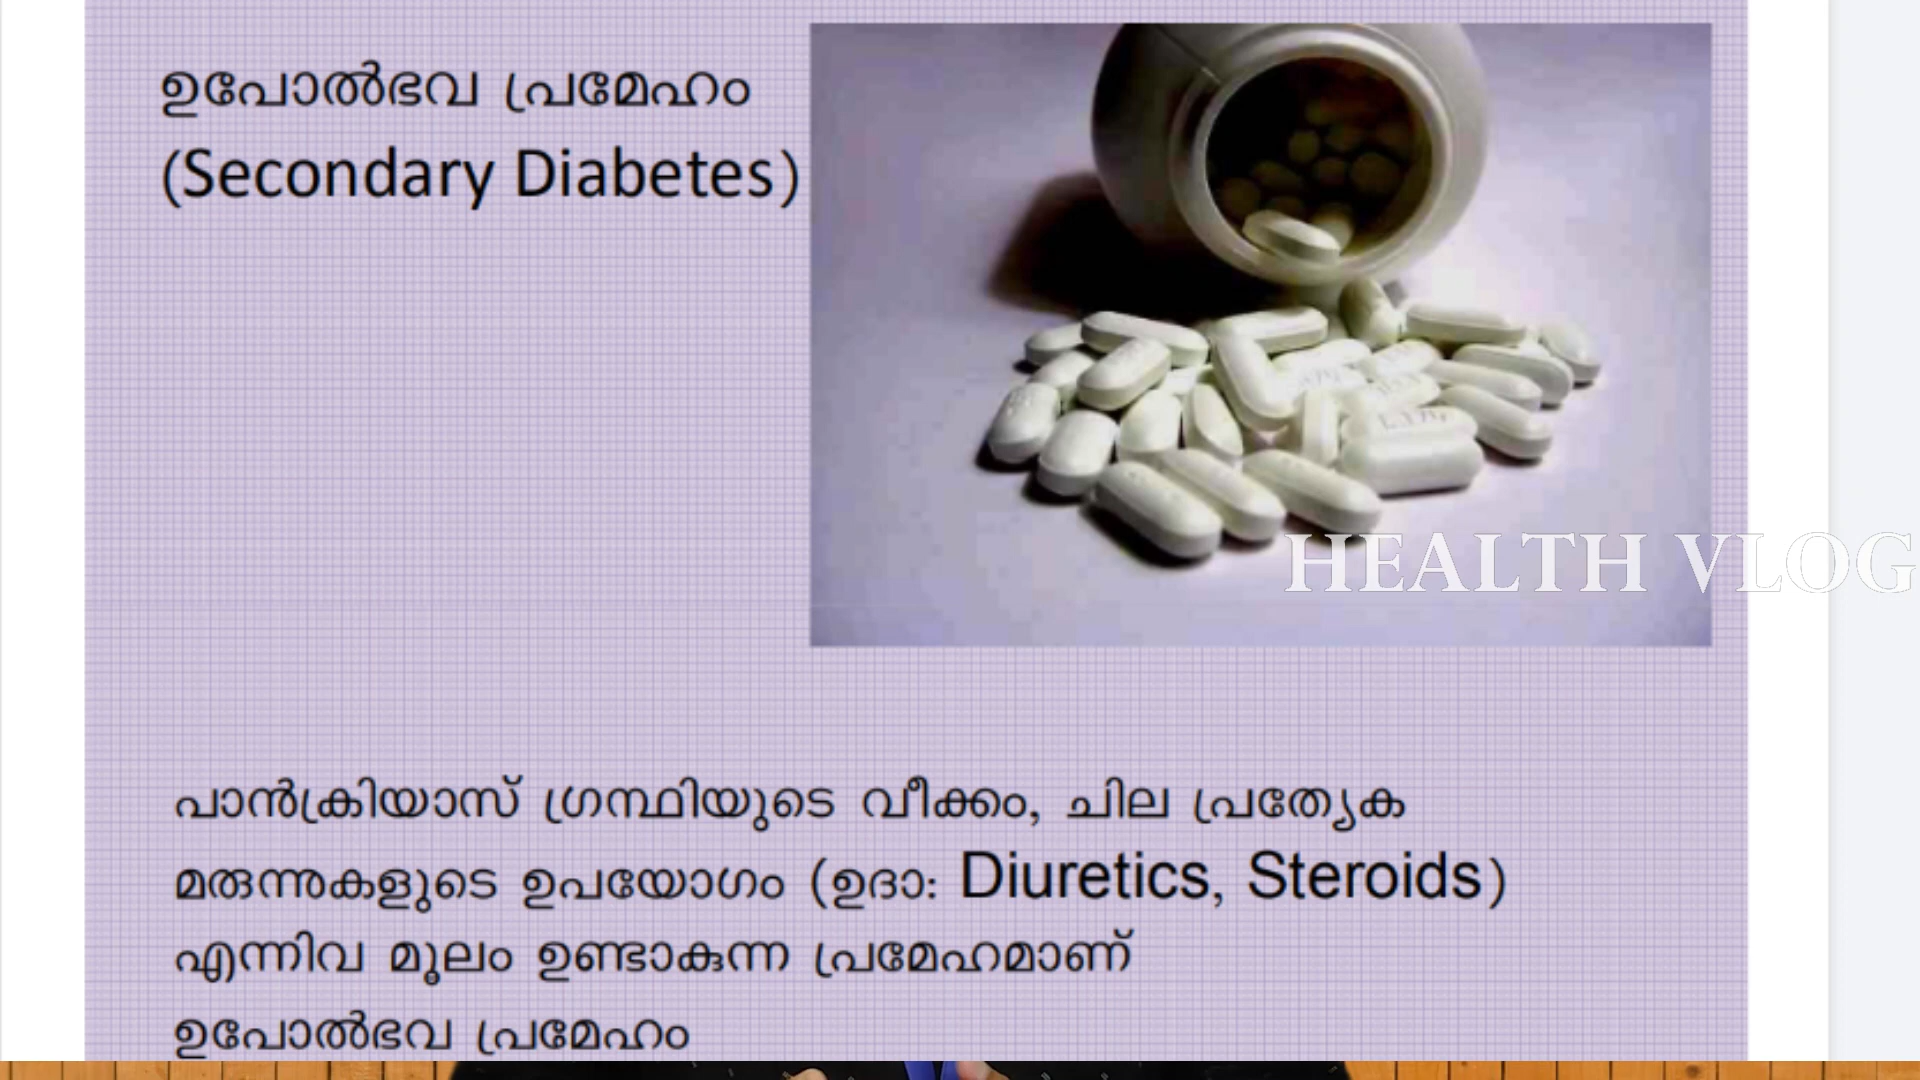 ഉപോൽഭവ പ്രമേഹം
(Secondary Diabetes)
HEALTH VLOG
പാൻക്രിയാസ് ഗ്രന്ഥിയുടെ വീക്കം, ചില പ്രത്യേക
മരുന്നുകളുടെ ഉപയോഗം (ഉദാ: Diuretics, Steroids)
എന്നിവ മൂലം ഉണ്ടാകുന്ന പ്രമേഹമാണ്
ഉപോൽഭവ പ്രമേഹം